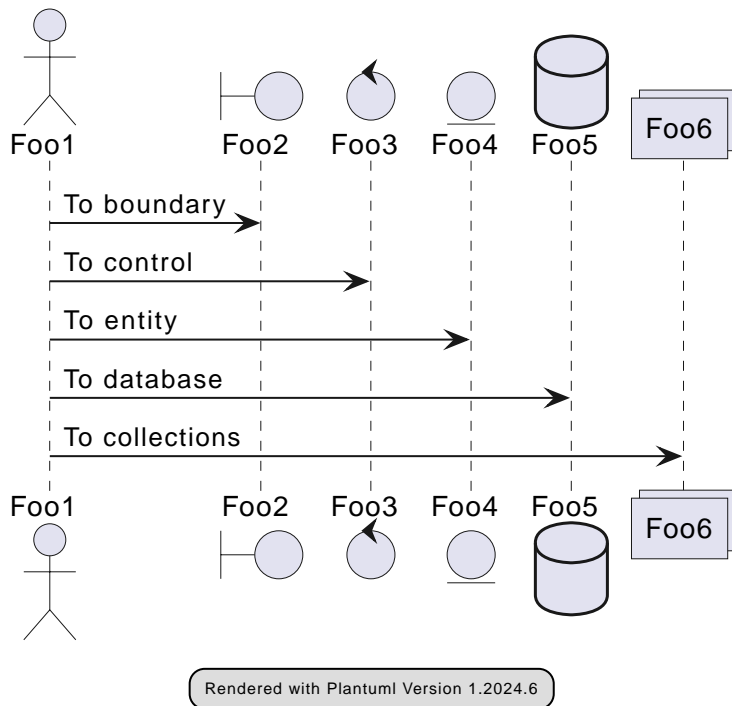 Foo1 Foo2 Foo3 Foo4 Foo5 Foo6
To boundary
To control
To entity
To database
To collections
Foo1 Foo2 Foo3 Foo4 Foo5 Foo6
Rendered with Plantuml Version 1.2024.6